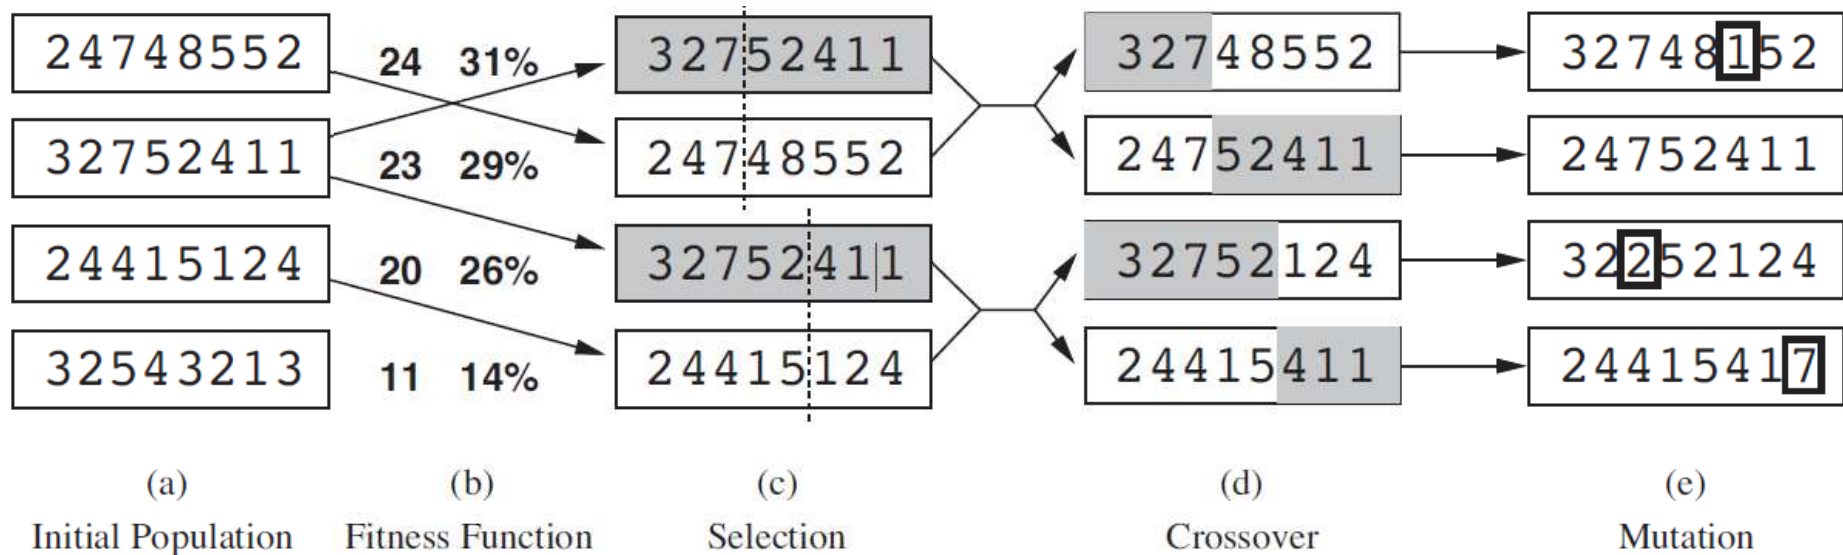 24748552 24 31% 32752411 32748552 32748152
32752411 23 29% 24748552 24752411 24752411
24415124 20 26% 32752411 32752124 32252124
32543213 11 14% 24415124 24415411 24415417
(a) (b) (c) (d) (e)
Initial Population Fitness Function Selection Crossover Mutation